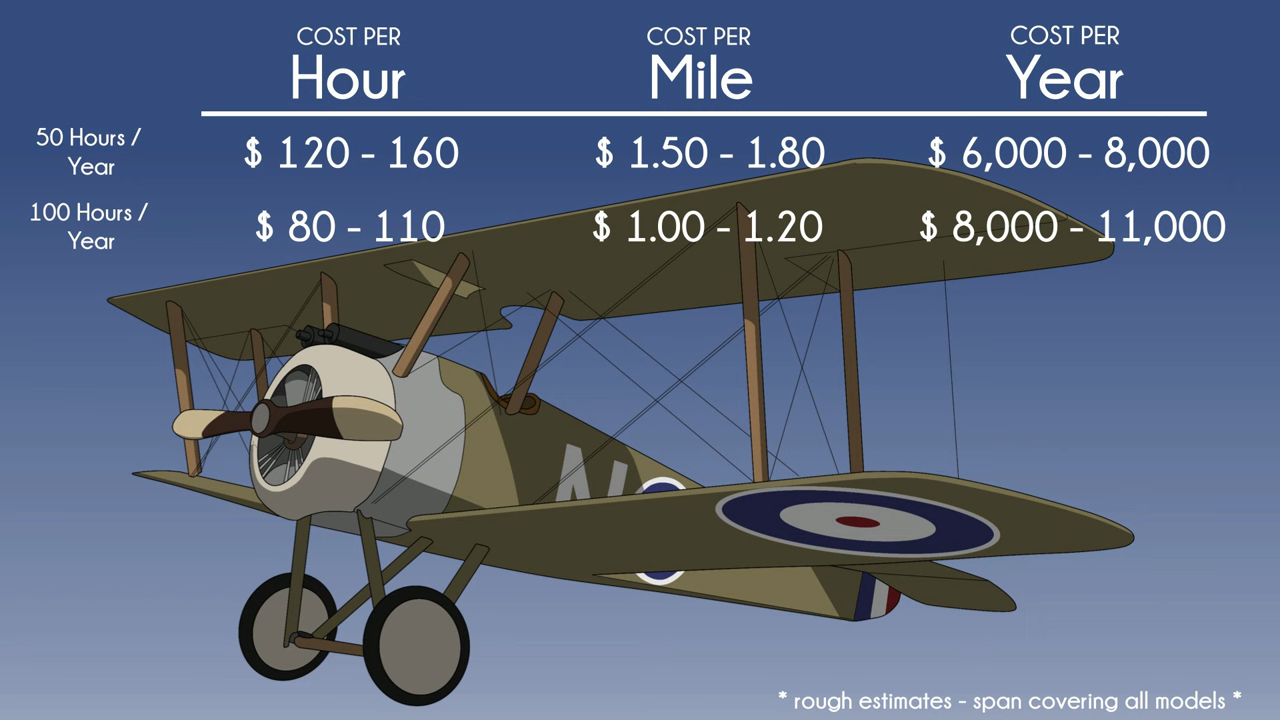 COST PER COST PER COST PER
Hour Mile Year
50 Hours / Year $ 120 - 160 $ 1.50 - 1.80 $ 6,000 - 8,000
100 Hours / Year $ 80 - 110 $ 1.00 - 1.20 $ 8,000 - 11,000
* rough estimates - span covering all models *